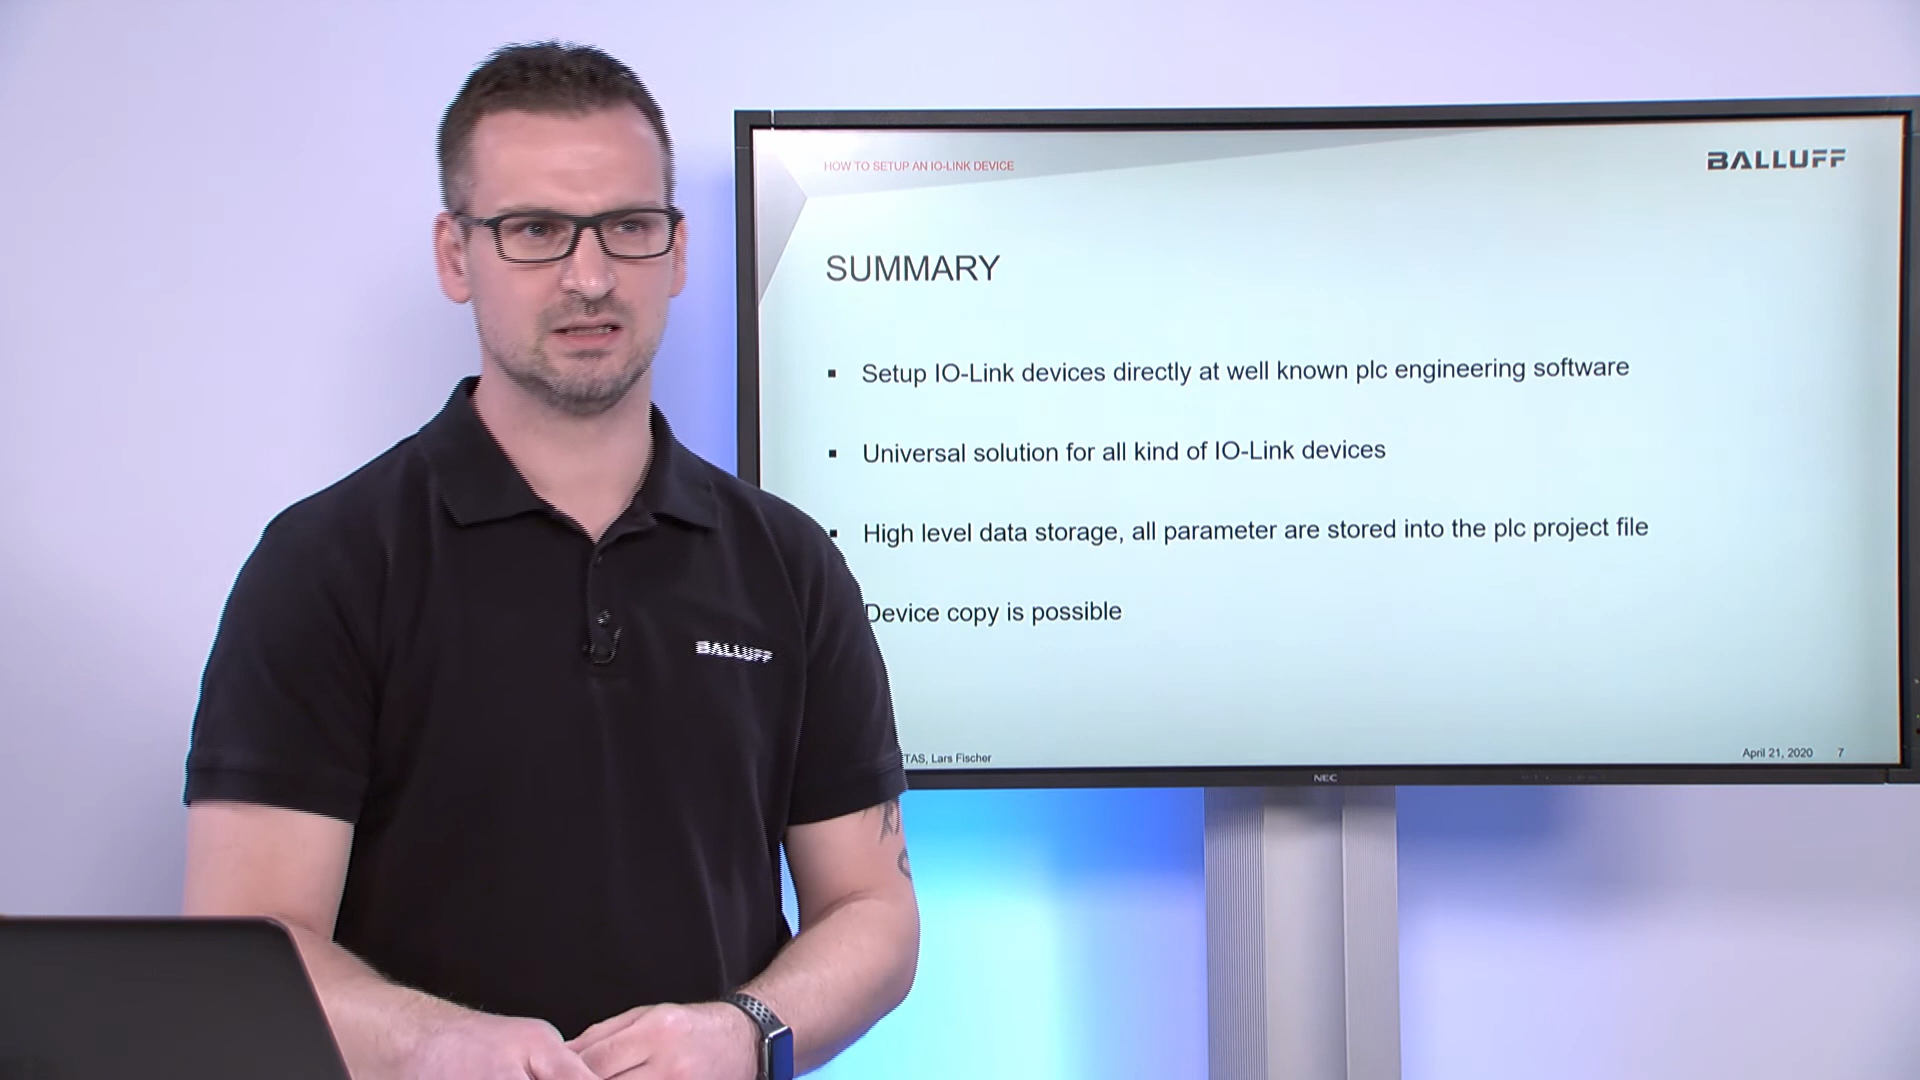 HOW TO SETUP AN IO-LINK DEVICE
BALLUFF
SUMMARY
▪ Setup IO-Link devices directly at well known plc engineering software
▪ Universal solution for all kind of IO-Link devices
▪ High level data storage, all parameter are stored into the plc project file
Device copy is possible
TAS, Lars Fischer
April 21, 2020 7
NEC
BALLUFF